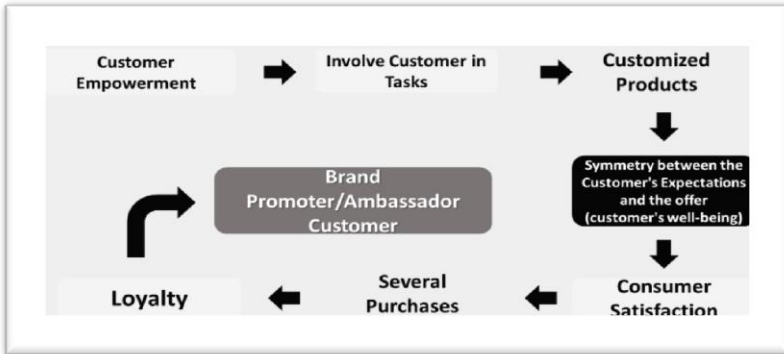 Customer
Empowerment
Involve Customer in
Tasks
Customized
Products
Symmetry between the
Customer's Expectations
and the offer
(customer's well-being)
Consumer
Satisfaction
Several
Purchases
Loyalty
Brand
Promoter/Ambassador
Customer